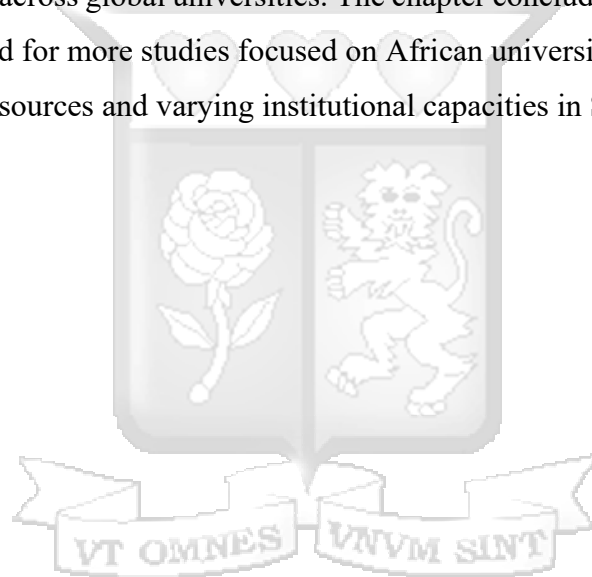 across global universities. The chapter conclud
d for more studies focused on African universi
sources and varying institutional capacities in S
VT OMNES VNVM SINT